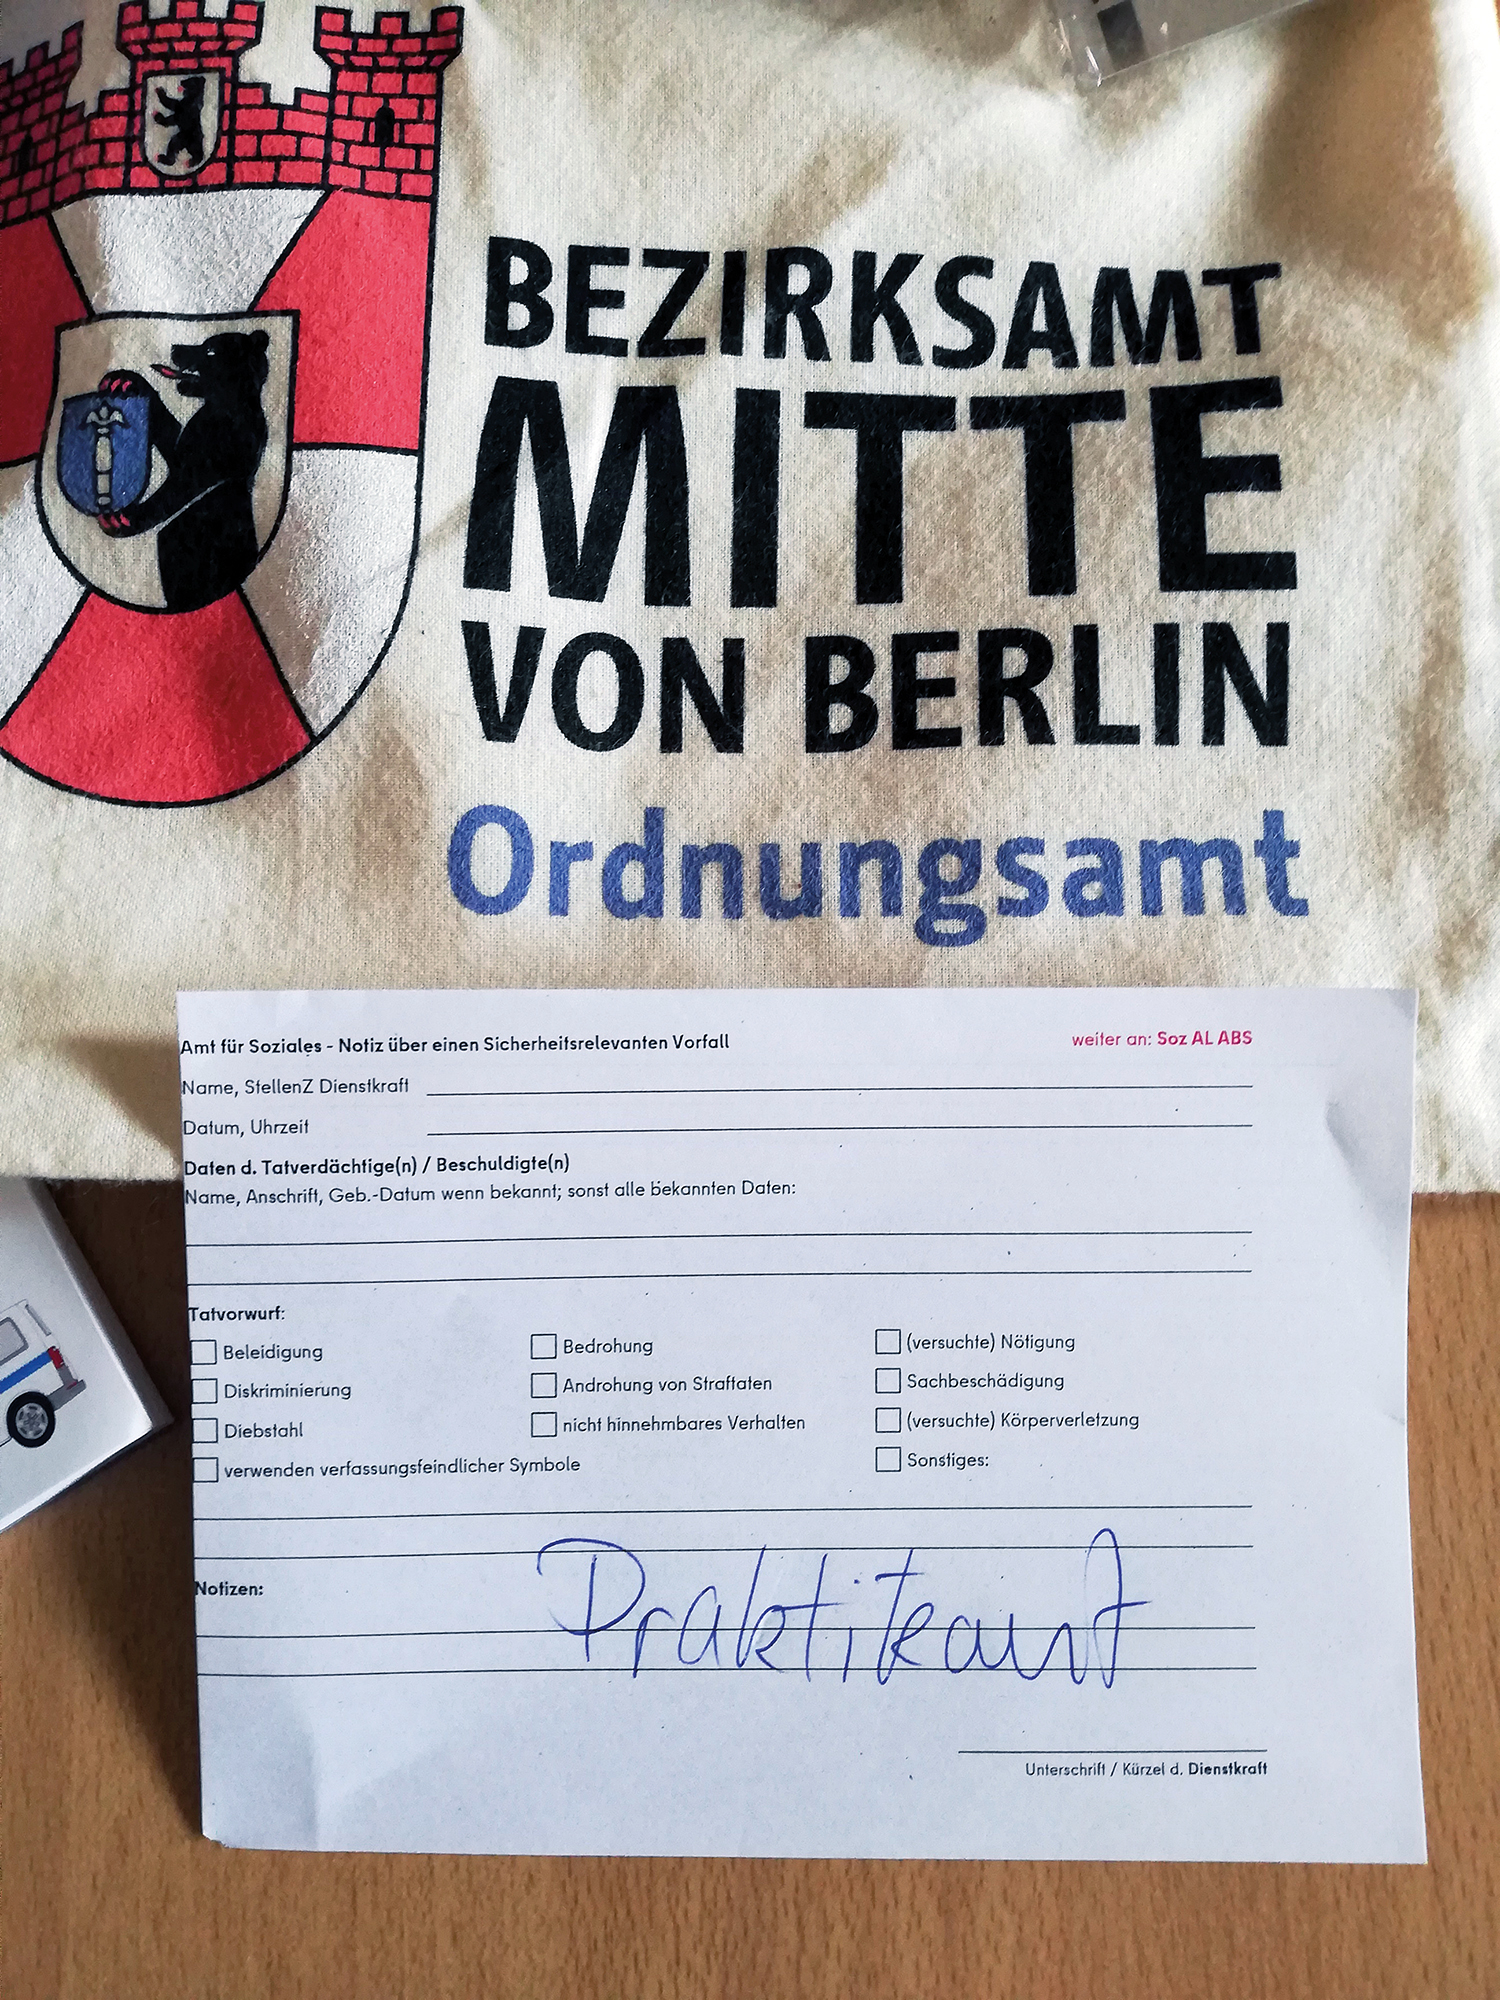 BEZIRKSAMT
MITTE
VON BERLIN
Ordnungsamt
Amt für Soziales - Notiz über einen Sicherheitsrelevanten Vorfall weiter an: Soz AL ABS
Name, StellenZ Dienstkraft
Datum, Uhrzeit
Daten d. Tatverdächtige(n) / Beschuldigte(n)
Name, Anschrift, Geb.-Datum wenn bekannt; sonst alle bekannten Daten:
Tatvorwurf:
Beleidigung Bedrohung (versuchte) Nötigung
Diskriminierung Androhung von Straftaten Sachbeschädigung
Diebstahl nicht hinnehmbares Verhalten (versuchte) Körperverletzung
verwenden verfassungsfeindlicher Symbole Sonstiges:
Notizen: Praktikant
Unterschrift / Kürzel d. Dienstkraft